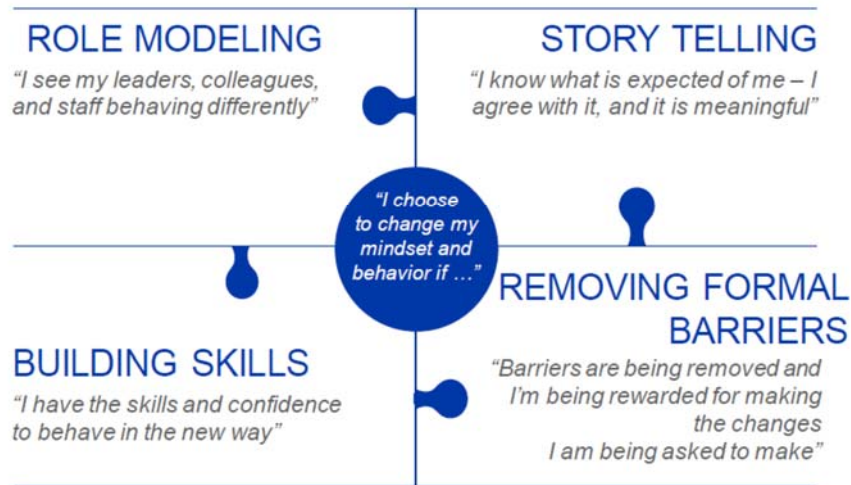 ROLE MODELING
“I see my leaders, colleagues,
and staff behaving differently”
STORY TELLING
“I know what is expected of me – I
agree with it, and it is meaningful”
“I choose
to change my
mindset and
behavior if …”
BUILDING SKILLS
“I have the skills and confidence
to behave in the new way”
REMOVING FORMAL
BARRIERS
“Barriers are being removed and
I’m being rewarded for making
the changes
I am being asked to make”